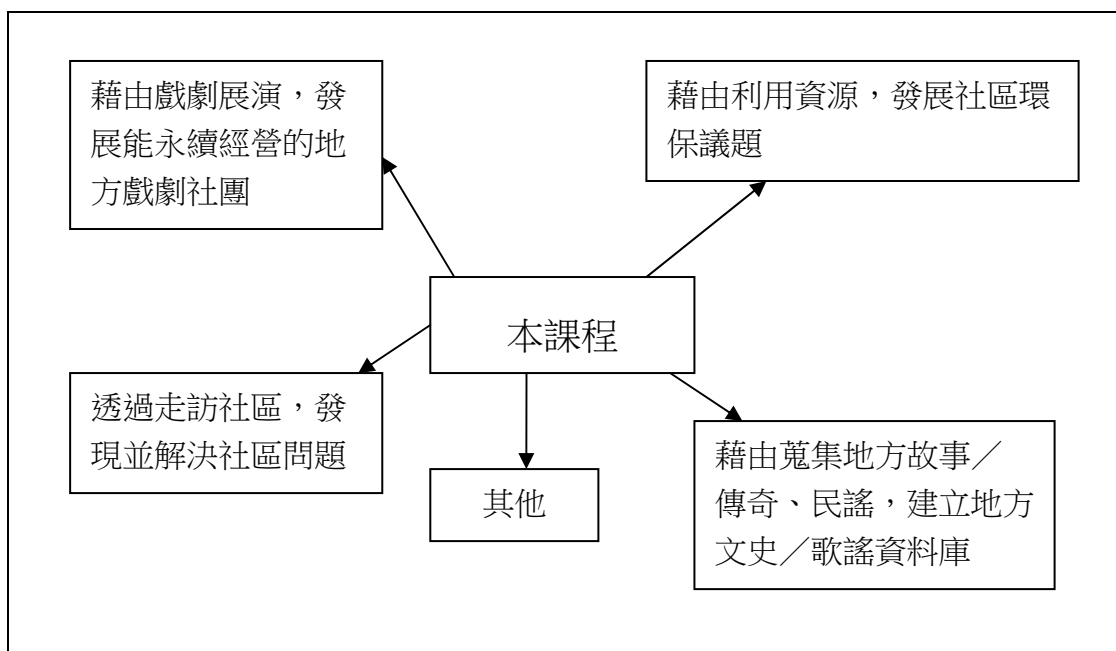 藉由戲劇展演，發
展能永續經營的地
方戲劇社團
藉由利用資源，發展社區環
保議題
本課程
透過走訪社區，發
現並解決社區問題
其他
藉由蒐集地方故事／
傳奇、民謠，建立地方
文史／歌謠資料庫